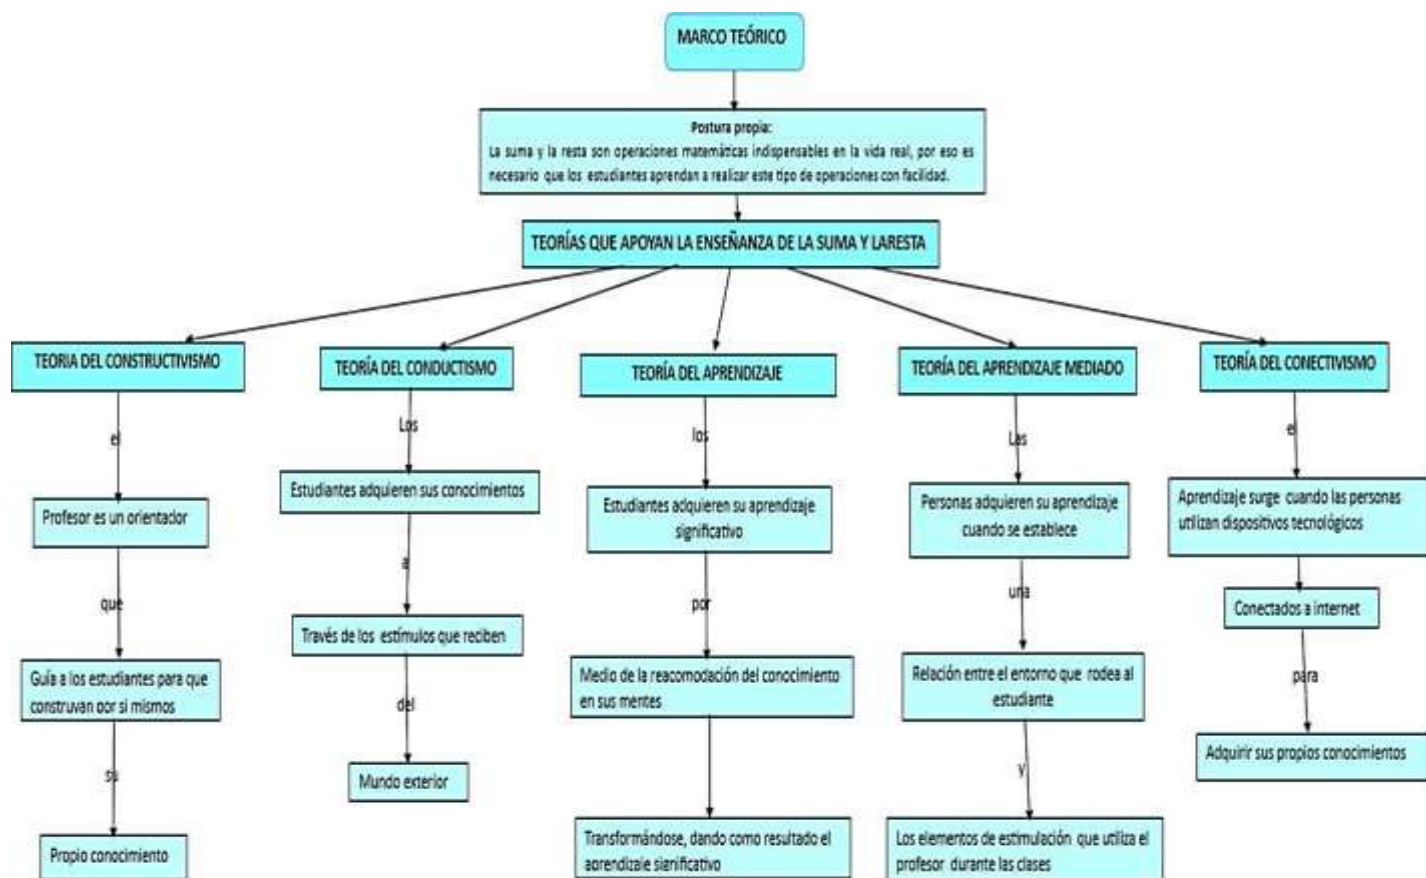 MARCO TEÓRICO
Postura propia:
La suma y la resta son operaciones matemáticas indispensables en la vida real, por eso es
necesario que los estudiantes aprendan a realizar este tipo de operaciones con facilidad.
TEORÍAS QUE APOYAN LA ENSEÑANZA DE LA SUMA Y LARESTA
TEORIA DEL CONSTRUCTIVISMO
el
Profesor es un orientador
que
Guía a los estudiantes para que
construyan por si mismos
su
Propio conocimiento
TEORÍA DEL CONDUCTISMO
Los
Estudiantes adquieren sus conocimientos
a
Través de los estímulos que reciben
del
Mundo exterior
TEORÍA DEL APRENDIZAJE
los
Estudiantes adquieren su aprendizaje
significativo
por
Medio de la reacomodación del conocimiento
en sus mentes
Transformándose, dando como resultado el
aprendizaje significativo
TEORÍA DEL APRENDIZAJE MEDIADO
Las
Personas adquieren su aprendizaje
cuando se establece
una
Relación entre el entorno que rodea al
estudiante
y
Los elementos de estimulación que utiliza el
profesor durante las clases
TEORÍA DEL CONECTIVISMO
el
Aprendizaje surge cuando las personas
utilizan dispositivos tecnológicos
Conectados a internet
para
Adquirir sus propios conocimientos